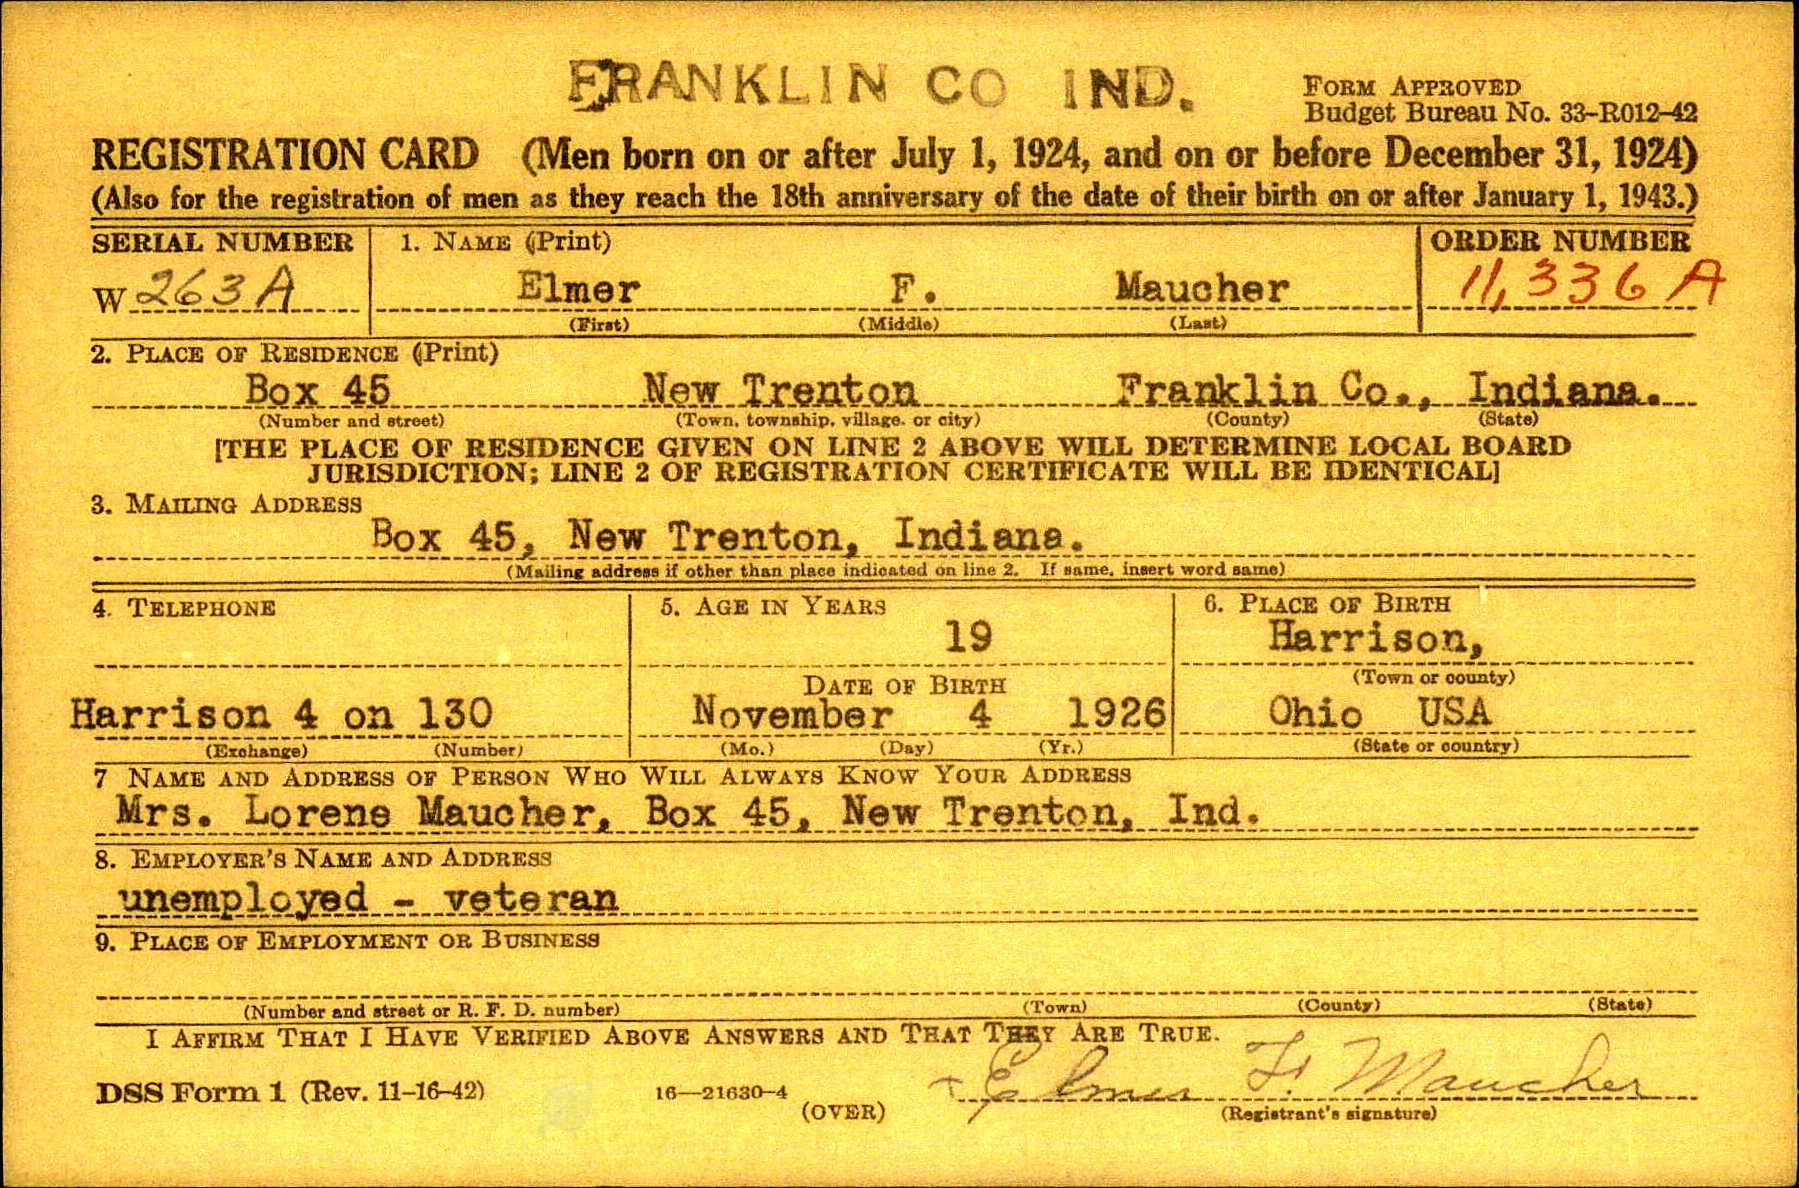 FRANKLIN CO IND.
FORM APPROVED
Budget Bureau No. 33-R012-42
REGISTRATION CARD (Men born on or after July 1, 1924, and on or before December 31, 1924)
(Also for the registration of men as they reach the 18th anniversary of the date of their birth on or after January 1, 1943.)
SERIAL NUMBER 1. NAME (Print) ORDER NUMBER
W 263 A Elmer F. Maucher 11,336 A
(First) (Middle) (Last)
2. PLACE OF RESIDENCE (Print)
Box 45 New Trenton Franklin Co., Indiana.
(Number and street) (Town, township, village, or city) (County) (State)
[THE PLACE OF RESIDENCE GIVEN ON LINE 2 ABOVE WILL DETERMINE LOCAL BOARD
JURISDICTION; LINE 2 OF REGISTRATION CERTIFICATE WILL BE IDENTICAL]
3. MAILING ADDRESS
Box 45, New Trenton, Indiana.
(Mailing address if other than place indicated on line 2. If same, insert word same)
4. TELEPHONE 5. AGE IN YEARS 6. PLACE OF BIRTH
19 Harrison,
DATE OF BIRTH (Town or county)
Harrison 4 on 130 November 4 1926 Ohio USA
(Exchange) (Number) (Mo.) (Day) (Yr.) (State or country)
7 NAME AND ADDRESS OF PERSON WHO WILL ALWAYS KNOW YOUR ADDRESS
Mrs. Lorene Maucher, Box 45, New Trenton, Ind.
8. EMPLOYER'S NAME AND ADDRESS
unemployed - veteran
9. PLACE OF EMPLOYMENT OR BUSINESS
(Number and street or R. F. D. number) (Town) (County) (State)
I AFFIRM THAT I HAVE VERIFIED ABOVE ANSWERS AND THAT THEY ARE TRUE.
DSS Form 1 (Rev. 11-16-42) 16—21630-4 Elmer F. Maucher
(OVER) (Registrant's signature)